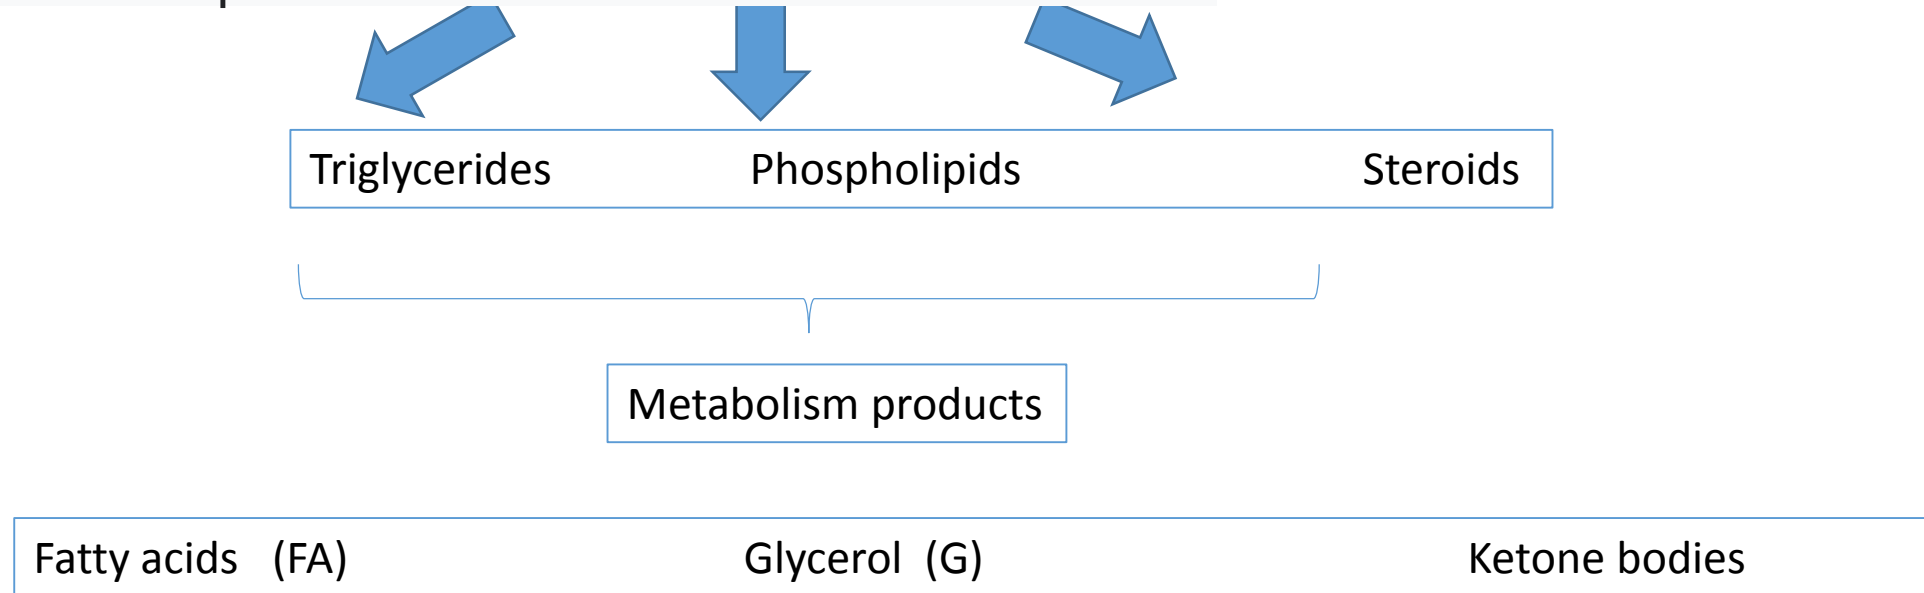 Triglycerides Phospholipids Steroids
Metabolism products
Fatty acids (FA) Glycerol (G) Ketone bodies